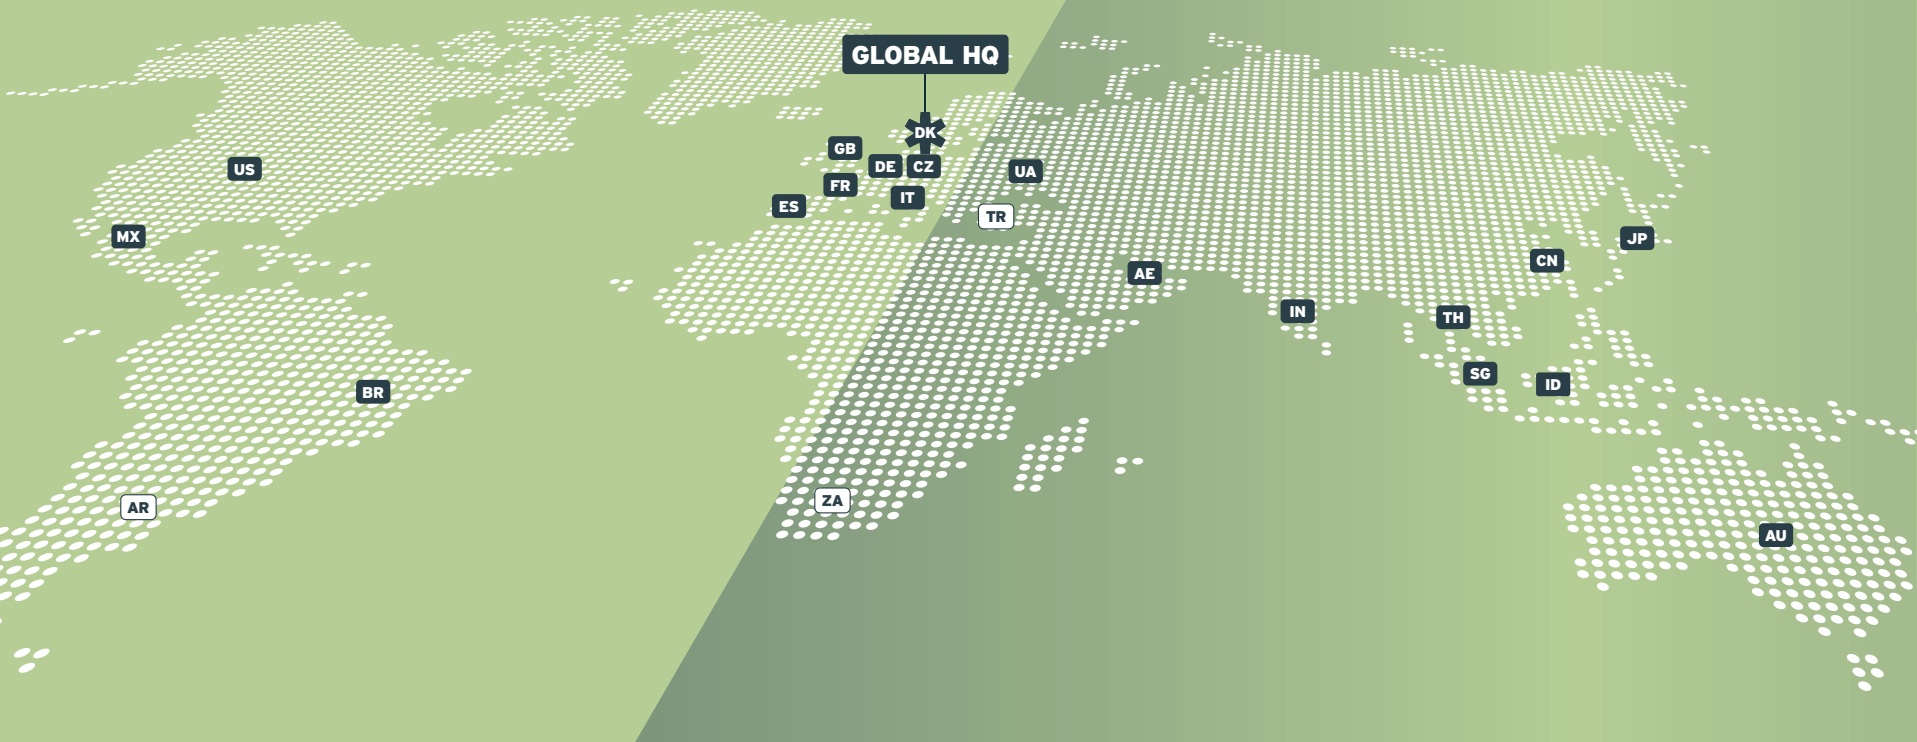 GLOBAL HQ
DK
GB
DE
CZ
US
UA
FR
IT
ES
TR
MX
JP
CN
AE
IN
TH
SG
ID
BR
ZA
AR
AU